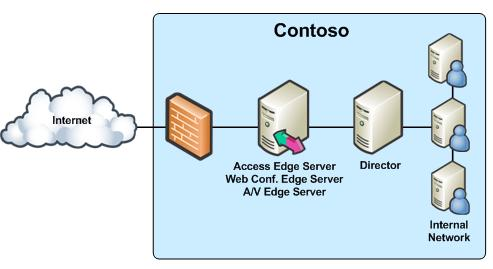 Contoso
Internet
Access Edge Server
Web Conf. Edge Server
A/V Edge Server
Director
Internal
Network